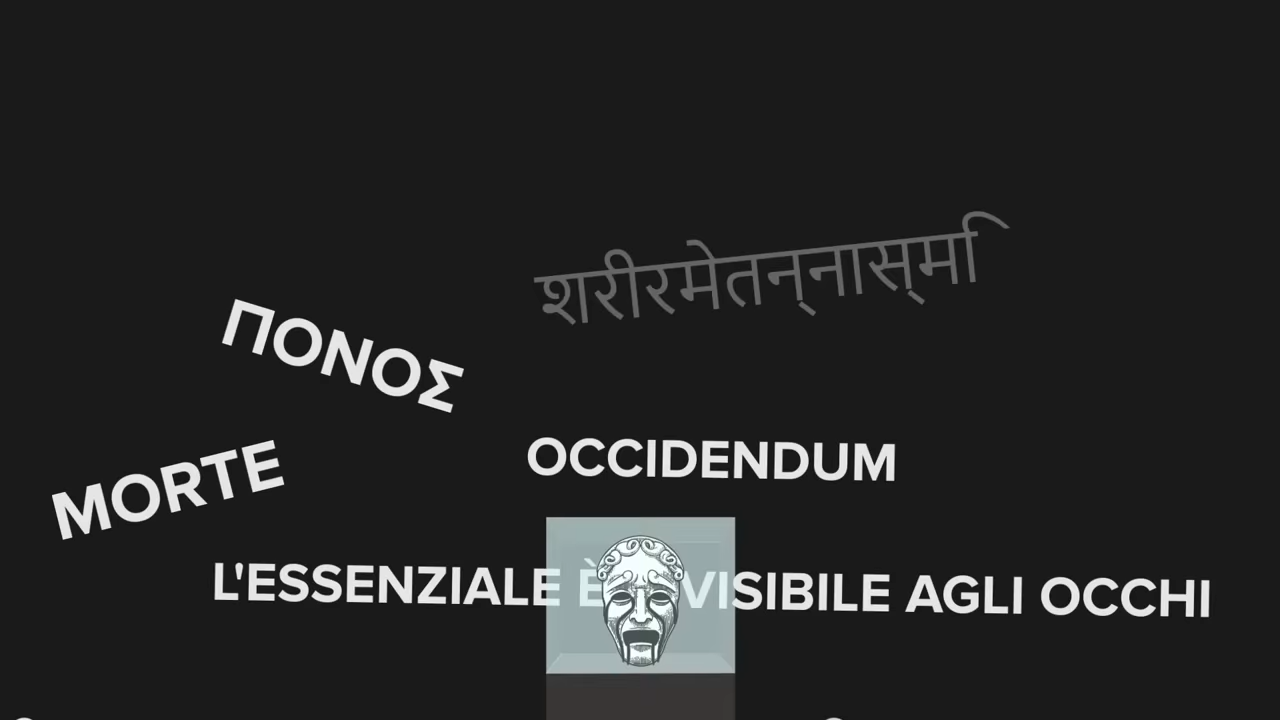 शरीरमेतन्नास्मि
ΠΟΝΟΣ
OCCIDENDUM
MORTE
L'ESSENZIALE È VISIBILE AGLI OCCHI